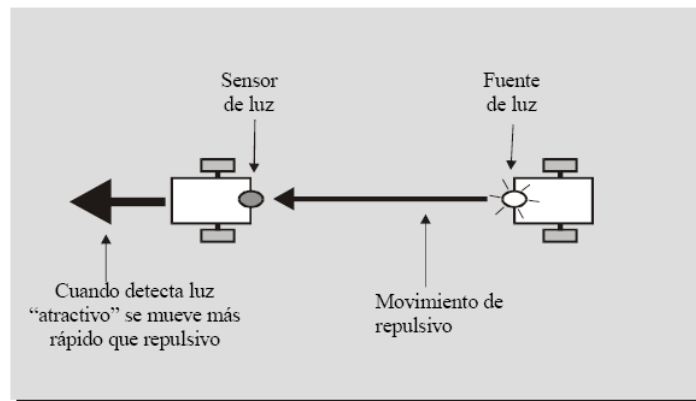 Sensor
de luz
Fuente
de luz
Cuando detecta luz
“atractivo” se mueve más
rápido que repulsivo
Movimiento de
repulsivo